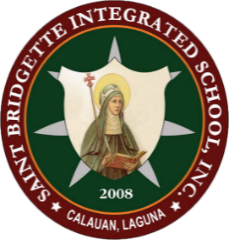 SAINT BRIDGETTE INTEGRATED SCHOOL, INC.
2008
★ CALAUAN, LAGUNA ★